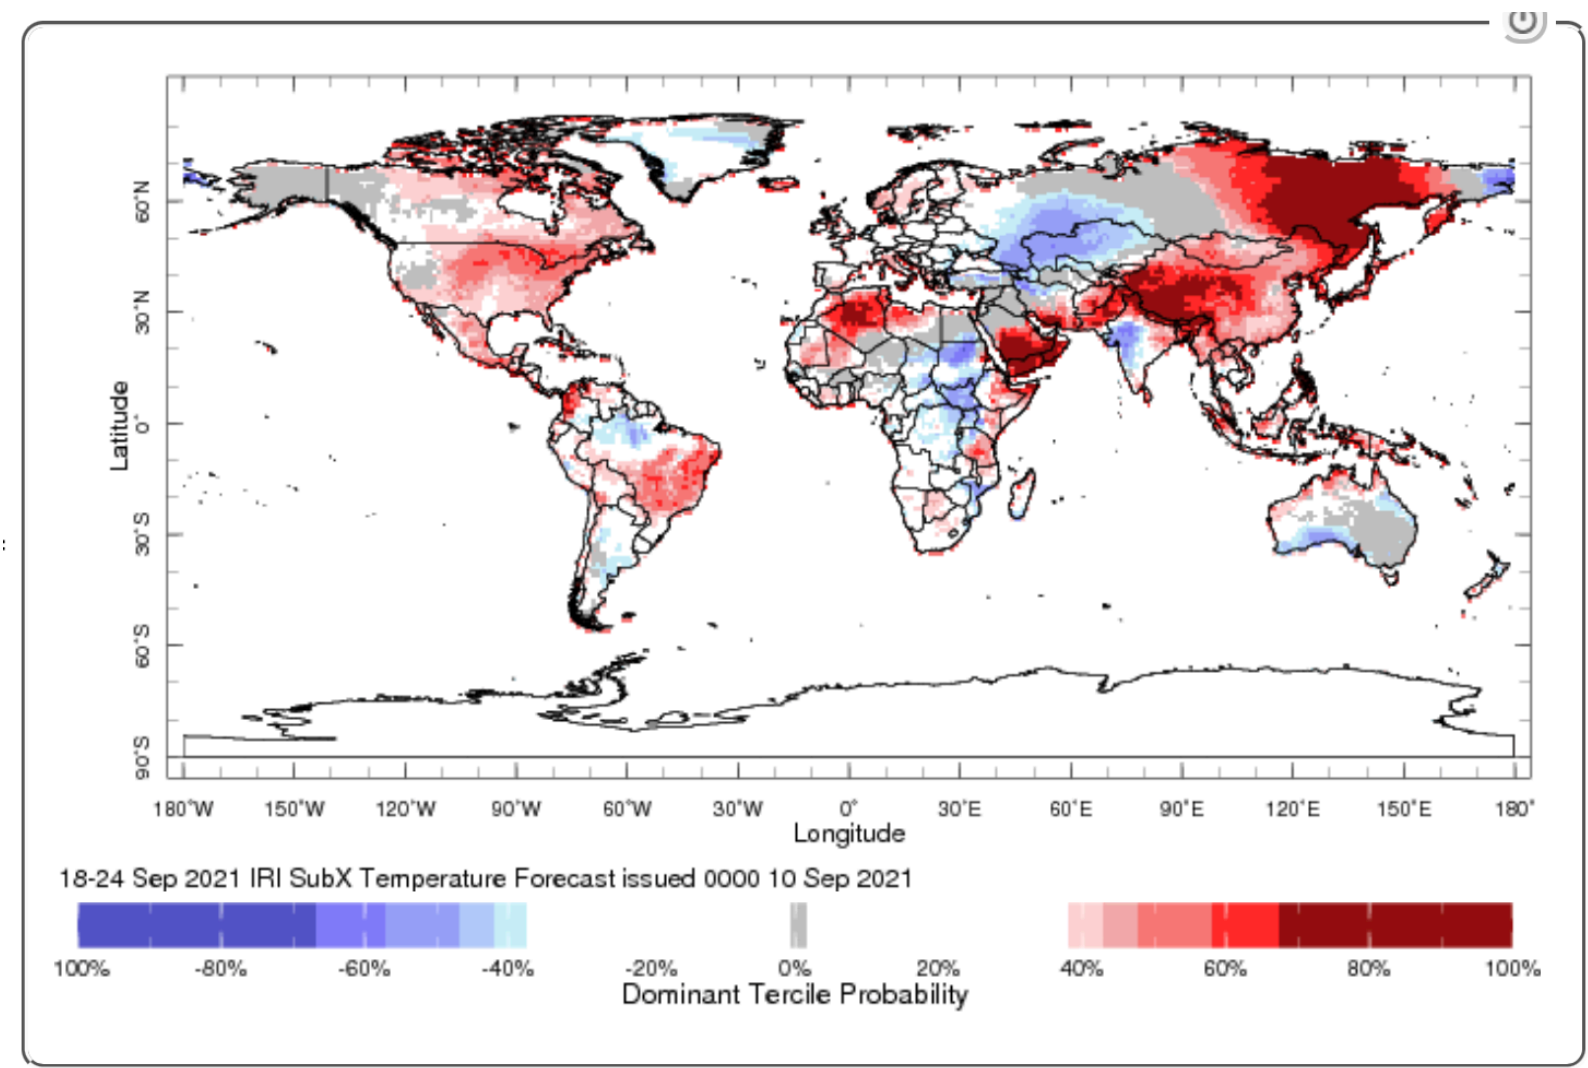 60°N
30°N
0°
30°S
60°S
90°S
Latitude
180°W 150°W 120°W 90°W 60°W 30°W 0° 30°E 60°E 90°E 120°E 150°E 180°
Longitude
18-24 Sep 2021 IRI SubX Temperature Forecast issued 0000 10 Sep 2021
100% -80% -60% -40% -20% 0% 20% 40% 60% 80% 100%
Dominant Tercile Probability